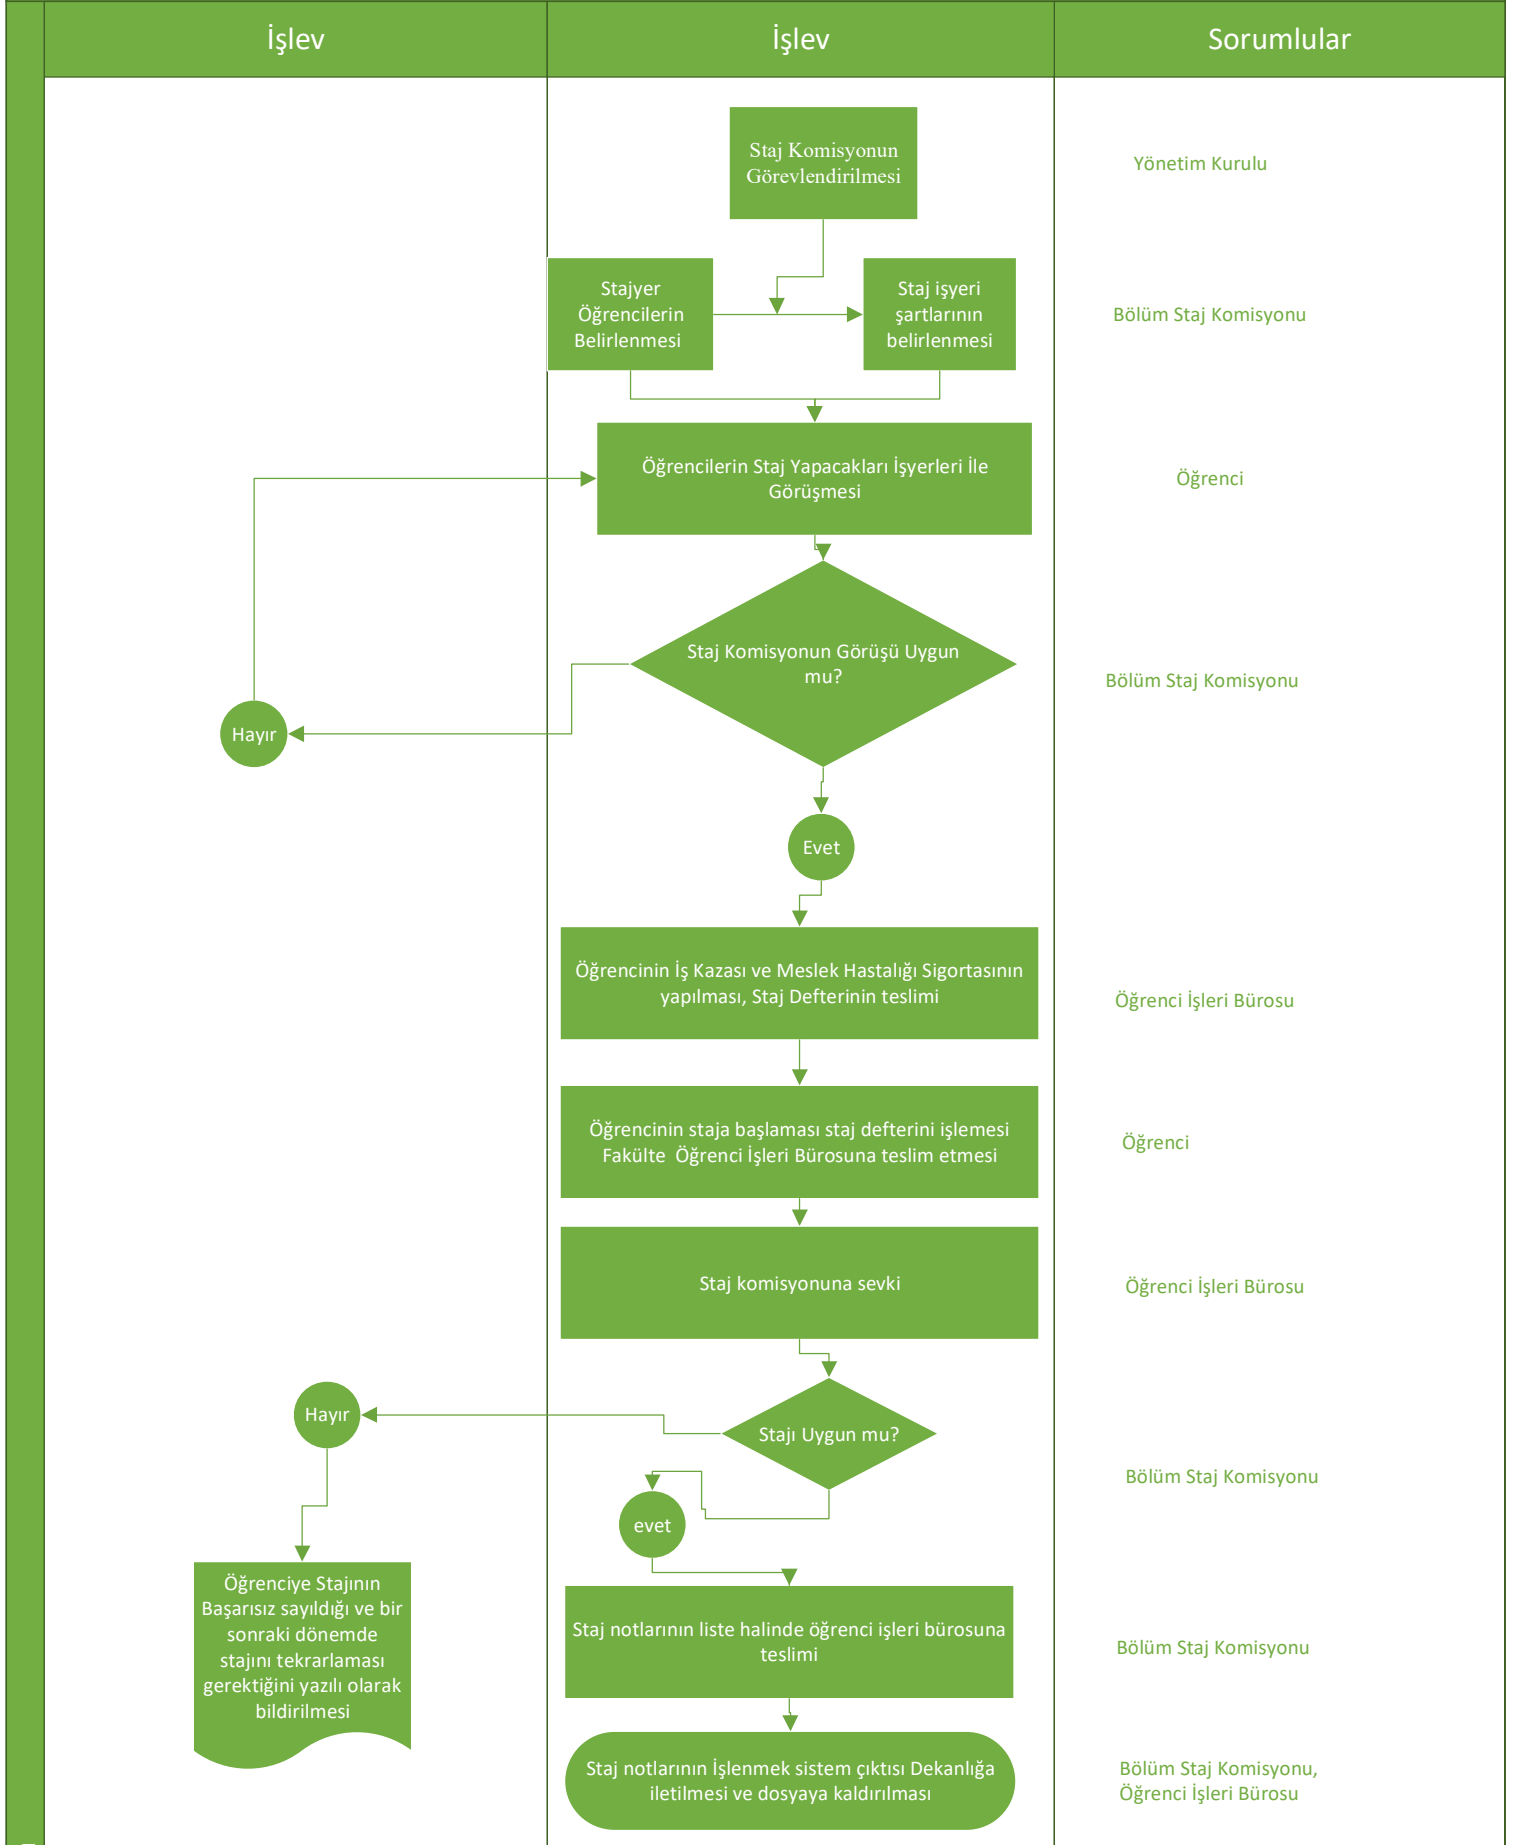 İşlev
İşlev
Sorumlular
Staj Komisyonun
Görevlendirilmesi
Yönetim Kurulu
Stajyer
Öğrencilerin
Belirlenmesi
Staj işyeri
şartlarının
belirlenmesi
Bölüm Staj Komisyonu
Öğrencilerin Staj Yapacakları İşyerleri İle
Görüşmesi
Öğrenci
Staj Komisyonun Görüşü Uygun
mu?
Bölüm Staj Komisyonu
Hayır
Evet
Öğrencinin İş Kazası ve Meslek Hastalığı Sigortasının
yapılması, Staj Defterinin teslimi
Öğrenci İşleri Bürosu
Öğrencinin staja başlaması staj defterini işlemesi
Fakülte  Öğrenci İşleri Bürosuna teslim etmesi
Öğrenci
Staj komisyonuna sevki
Öğrenci İşleri Bürosu
Hayır
Stajı Uygun mu?
Bölüm Staj Komisyonu
evet
Öğrenciye Stajının
Başarısız sayıldığı ve bir
sonraki dönemde
stajını tekrarlaması
gerektiğini yazılı olarak
bildirilmesi
Staj notlarının liste halinde öğrenci işleri bürosuna
teslimi
Bölüm Staj Komisyonu
Staj notlarının İşlenmek sistem çıktısı Dekanlığa
iletilmesi ve dosyaya kaldırılması
Bölüm Staj Komisyonu,
Öğrenci İşleri Bürosu